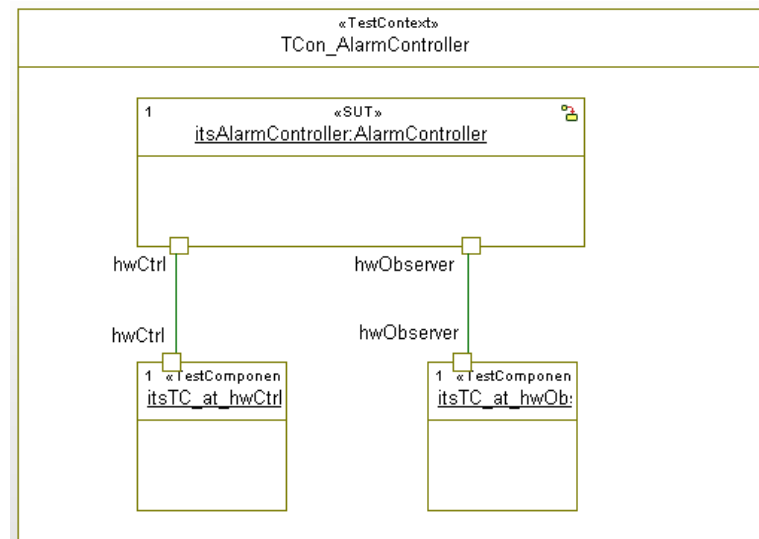 «TestContext»
TCon_AlarmController
1 «SUT»
itsAlarmController:AlarmController
hwCtrl hwObserver
hwCtrl hwObserver
1 «TestComponen 1 «TestComponen
itsTC_at_hwCtrl itsTC_at_hwOb